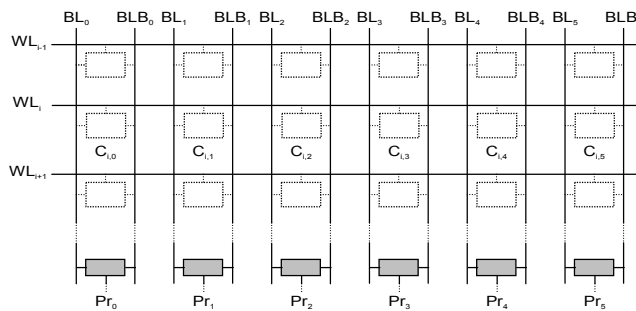 BL₀ BLB₀ BL₁ BLB₁ BL₂ BLB₂ BL₃ BLB₃ BL₄ BLB₄ BL₅ BLB
WLᵢ₋₁
WLᵢ
Cᵢ,₀ Cᵢ,₁ Cᵢ,₂ Cᵢ,₃ Cᵢ,₄ Cᵢ,₅
WLᵢ₊₁
Pr₀ Pr₁ Pr₂ Pr₃ Pr₄ Pr₅